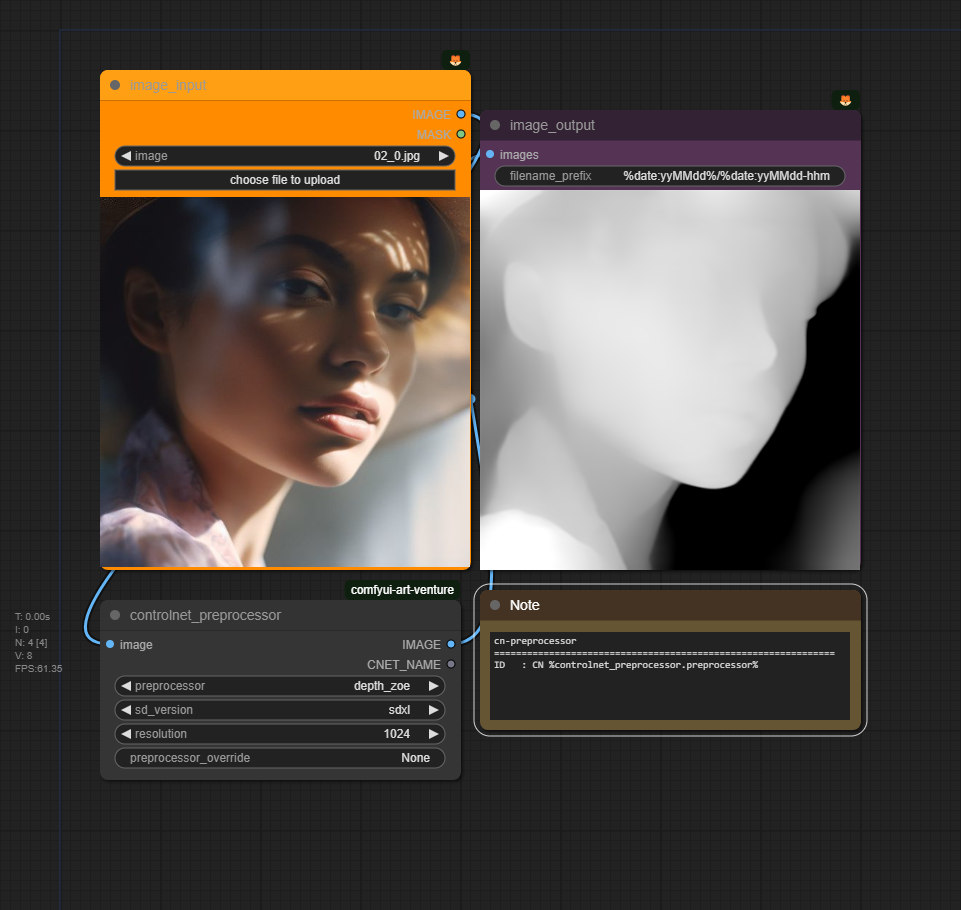 image_input
IMAGE
MASK
image 02_0.jpg
choose file to upload
image_output
images
filename_prefix %date:yyMMdd%/%date:yyMMdd-hhm
comfyui-art-venture
controlnet_preprocessor
image IMAGE
CNET_NAME
preprocessor depth_zoe
sd_version sdxl
resolution 1024
preprocessor_override None
Note
cn-preprocessor
================================================================
ID   : CN %controlnet_preprocessor.preprocessor%
T: 0.00s
I: 0
N: 4 [4]
V: 8
FPS:61.35